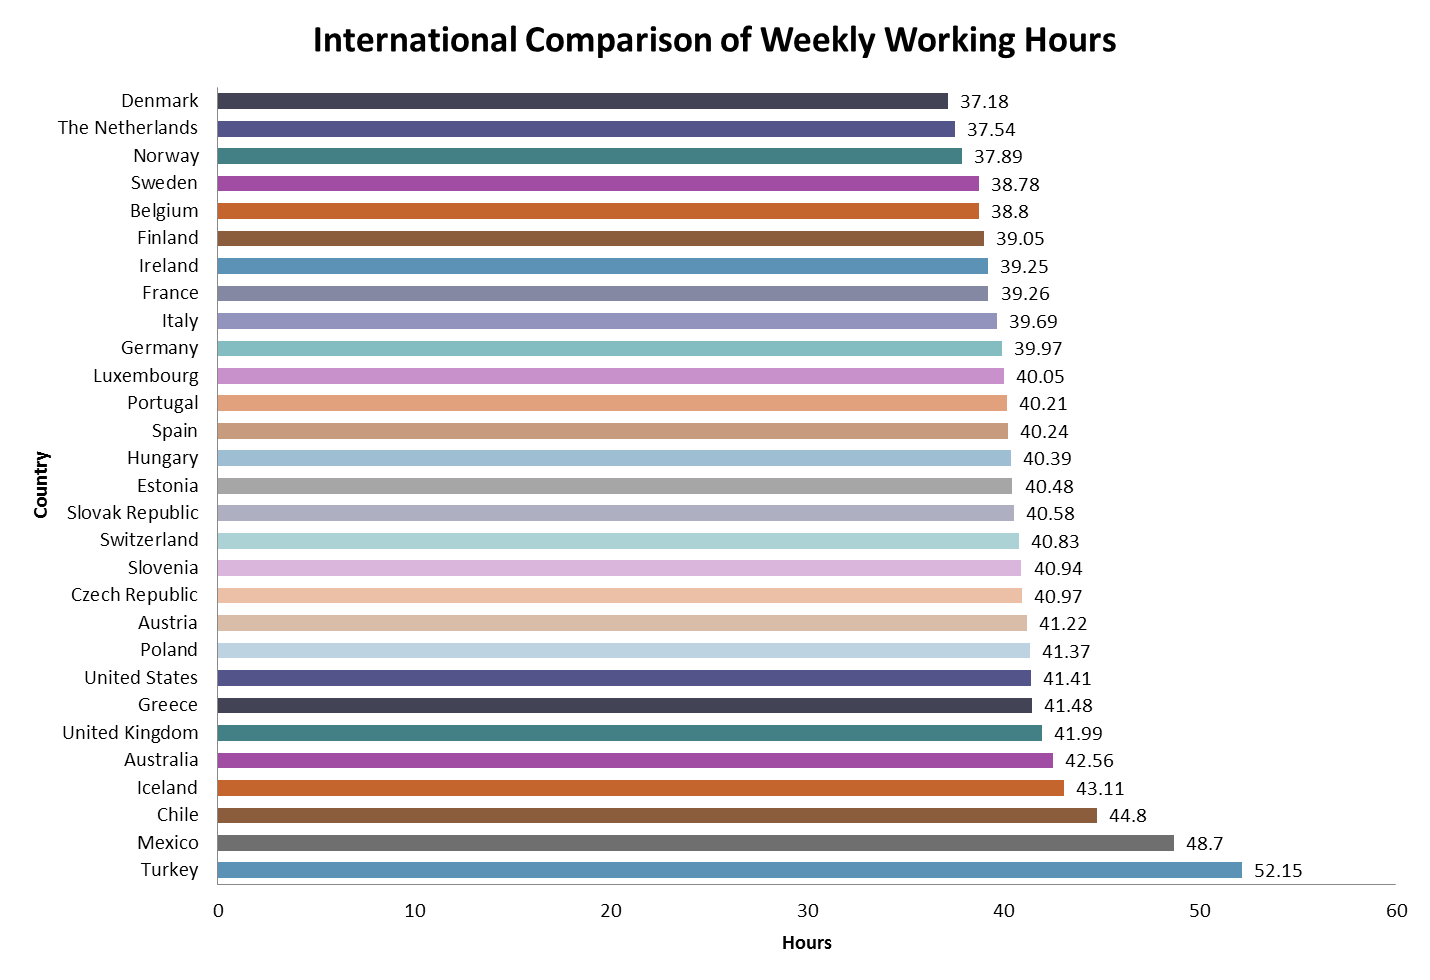 International Comparison of Weekly Working Hours
Denmark 37.18
The Netherlands 37.54
Norway 37.89
Sweden 38.78
Belgium 38.8
Finland 39.05
Ireland 39.25
France 39.26
Italy 39.69
Germany 39.97
Luxembourg 40.05
Portugal 40.21
Spain 40.24
Hungary 40.39
Estonia 40.48
Slovak Republic 40.58
Switzerland 40.83
Slovenia 40.94
Czech Republic 40.97
Austria 41.22
Poland 41.37
United States 41.41
Greece 41.48
United Kingdom 41.99
Australia 42.56
Iceland 43.11
Chile 44.8
Mexico 48.7
Turkey 52.15
Country
0 10 20 30 40 50 60
Hours